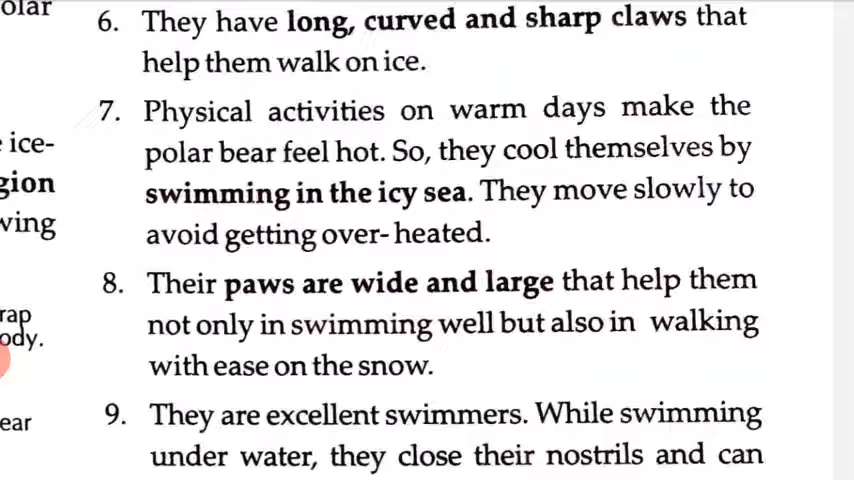 olar
ice-
gion
wing
rap
ody.
ear
6. They have long, curved and sharp claws that
help them walk on ice.
7. Physical activities on warm days make the
polar bear feel hot. So, they cool themselves by
swimming in the icy sea. They move slowly to
avoid getting over- heated.
8. Their paws are wide and large that help them
not only in swimming well but also in walking
with ease on the snow.
9. They are excellent swimmers. While swimming
under water, they close their nostrils and can